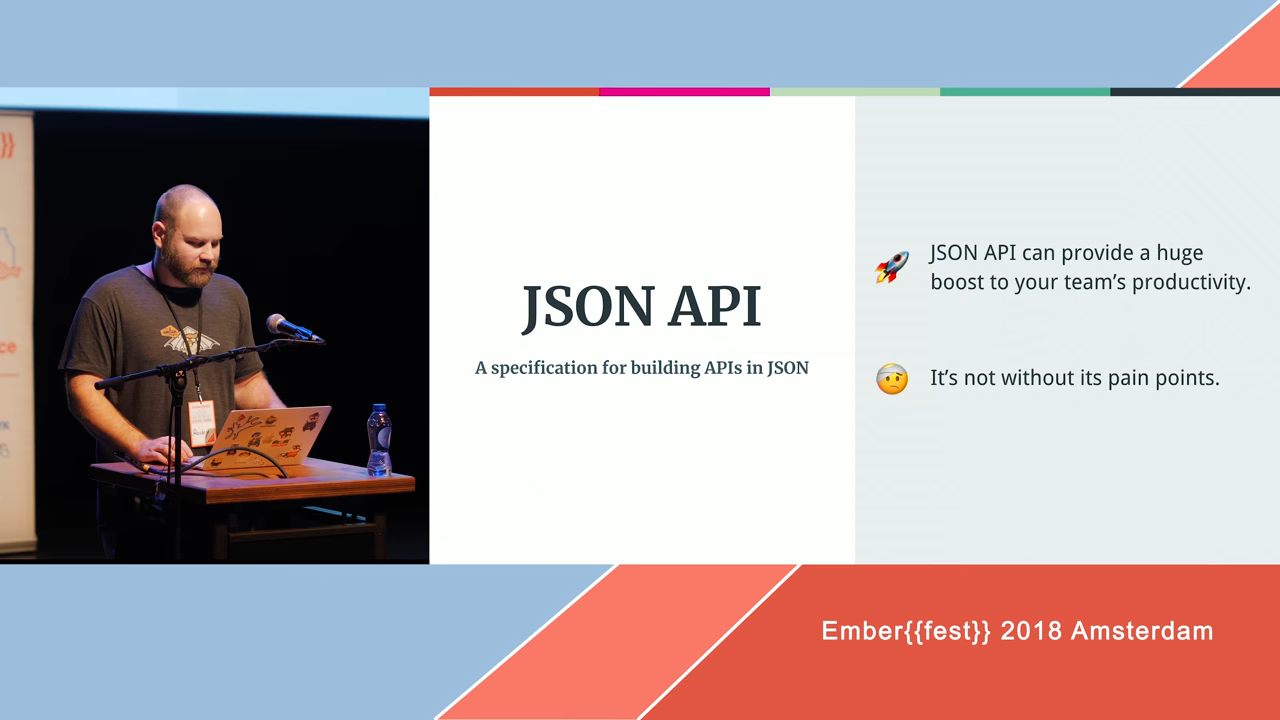 }}
ce
JSON API
A specification for building APIs in JSON
JSON API can provide a huge
boost to your team’s productivity.
It’s not without its pain points.
Ember{{fest}} 2018 Amsterdam